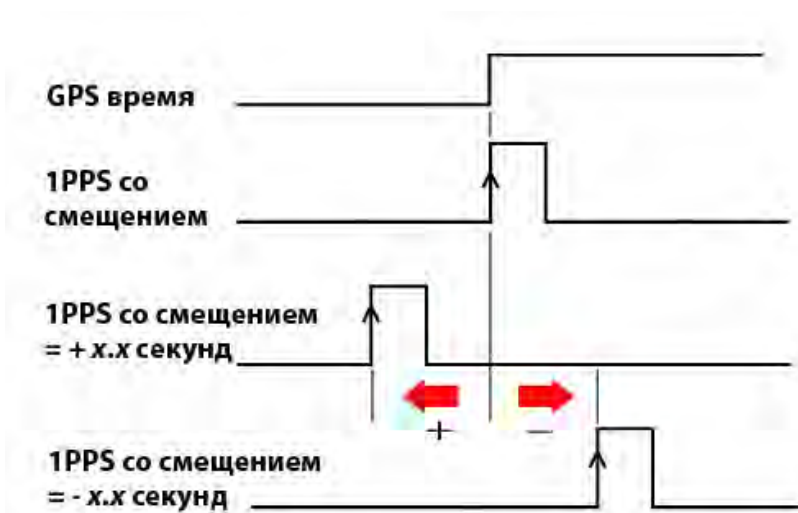 GPS время
1PPS со
смещением
1PPS со смещением
= + x.x секунд
+ –
1PPS со смещением
= - x.x секунд